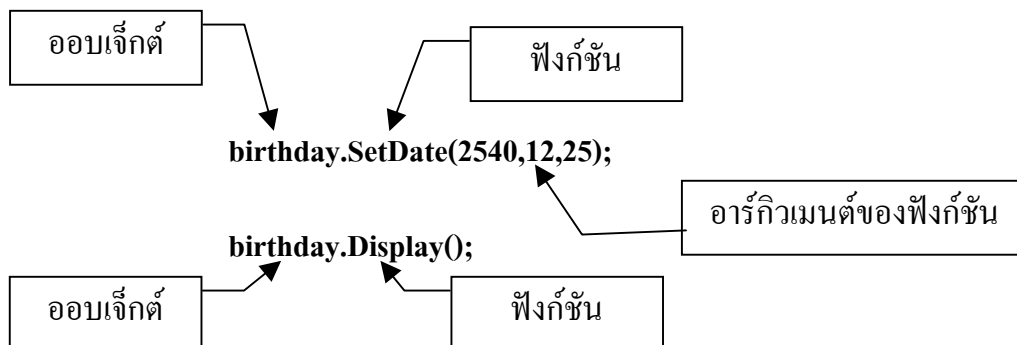 ออบเจ็กต์
ฟังก์ชัน
birthday.SetDate(2540,12,25);
อาร์กิวเมนต์ของฟังก์ชัน
birthday.Display();
ออบเจ็กต์
ฟังก์ชัน